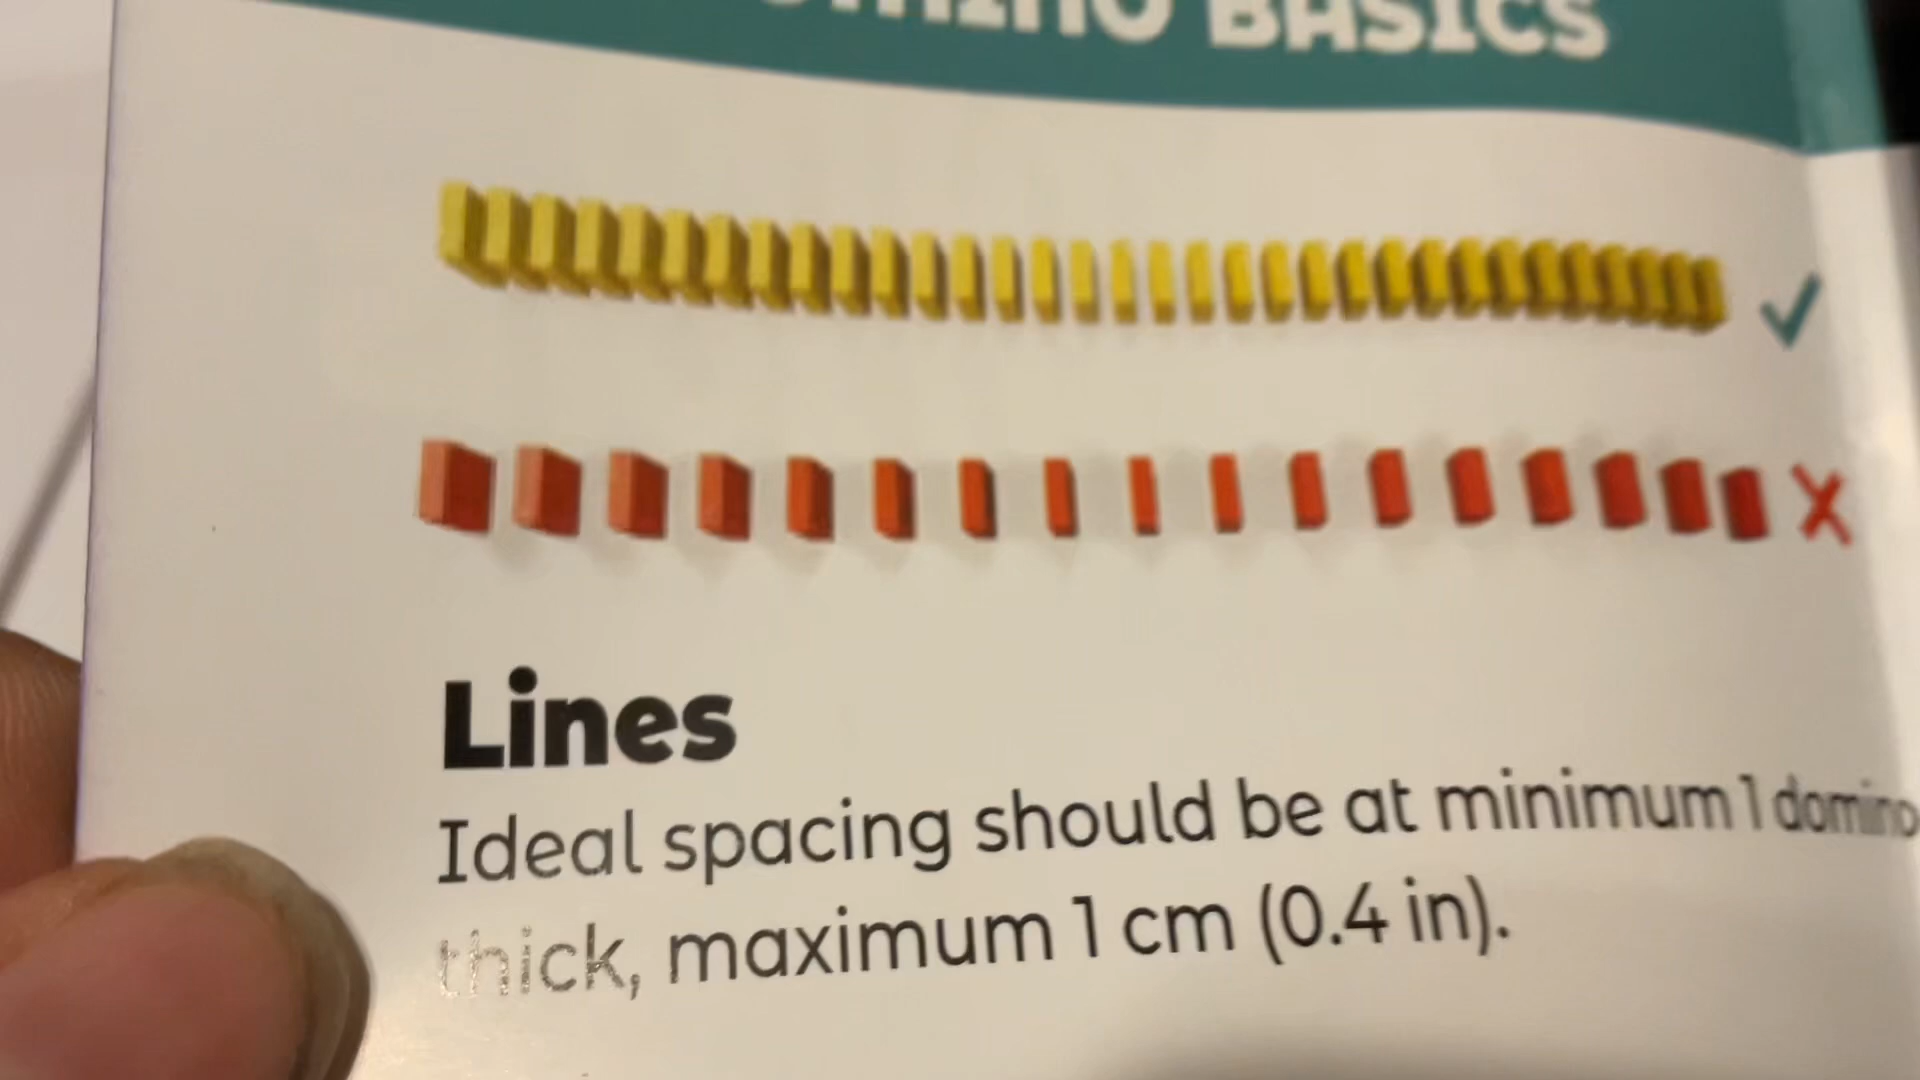 BASICS
Lines
Ideal spacing should be at minimum 1 domino
thick, maximum 1 cm (0.4 in).